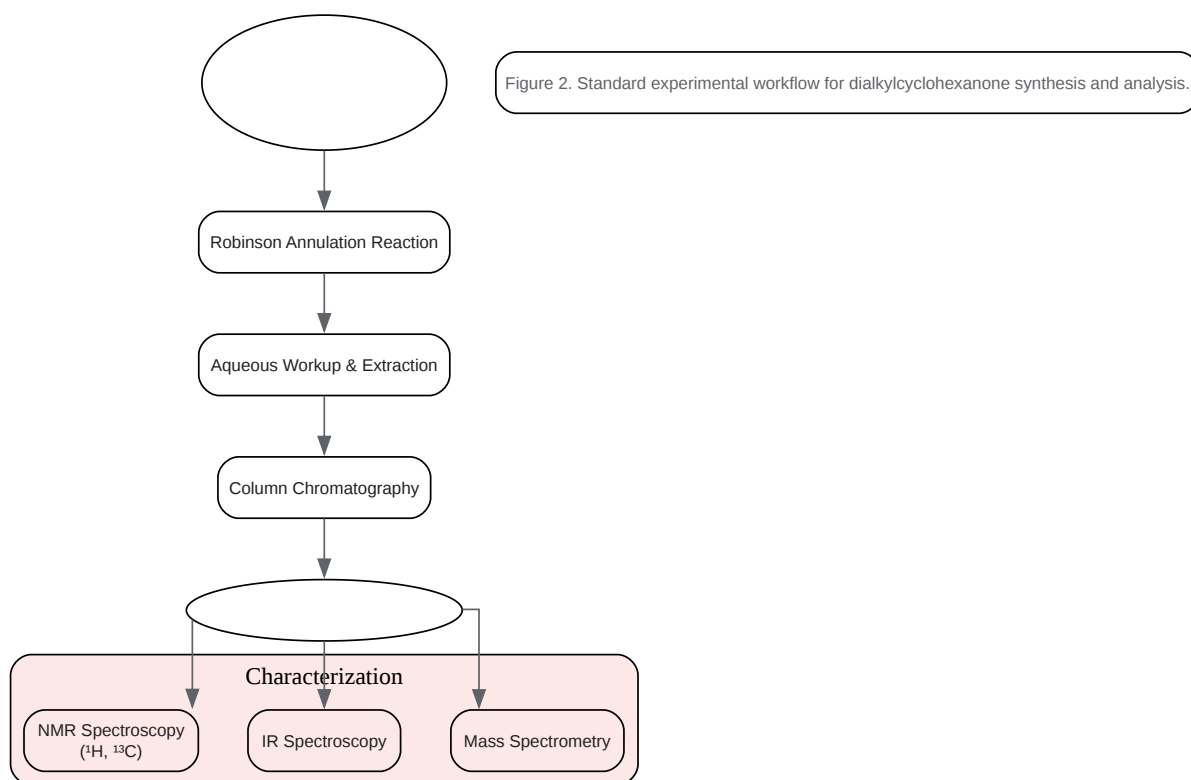 Figure 2. Standard experimental workflow for dialkylcyclohexanone synthesis and analysis.
Robinson Annulation Reaction
Aqueous Workup & Extraction
Column Chromatography
Characterization
NMR Spectroscopy
(¹H, ¹³C)
IR Spectroscopy
Mass Spectrometry